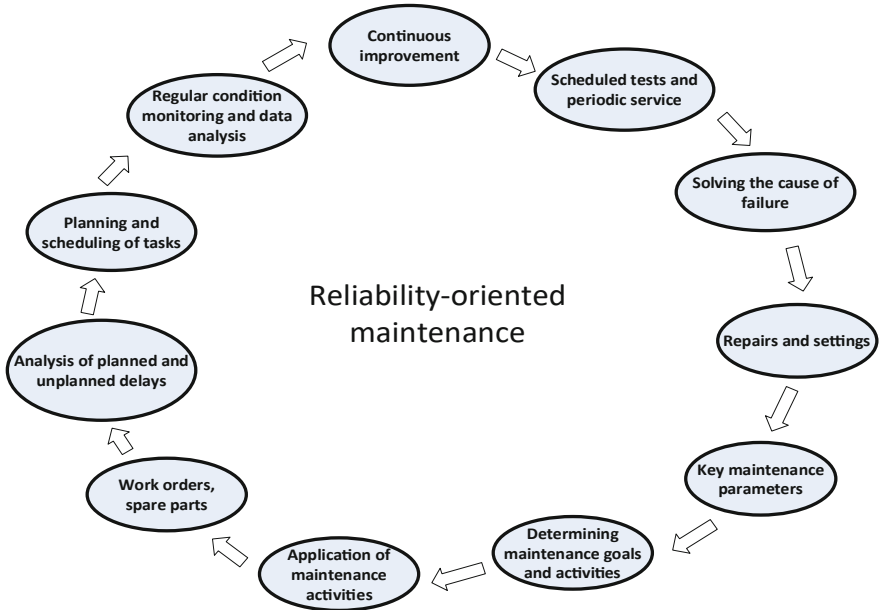 Continuous
improvement
Scheduled tests and
periodic service
Solving the cause of
failure
Repairs and settings
Key maintenance
parameters
Determining
maintenance goals
and activities
Application of
maintenance
activities
Work orders,
spare parts
Analysis of planned and
unplanned delays
Planning and
scheduling of tasks
Regular condition
monitoring and data
analysis
Reliability-oriented
maintenance